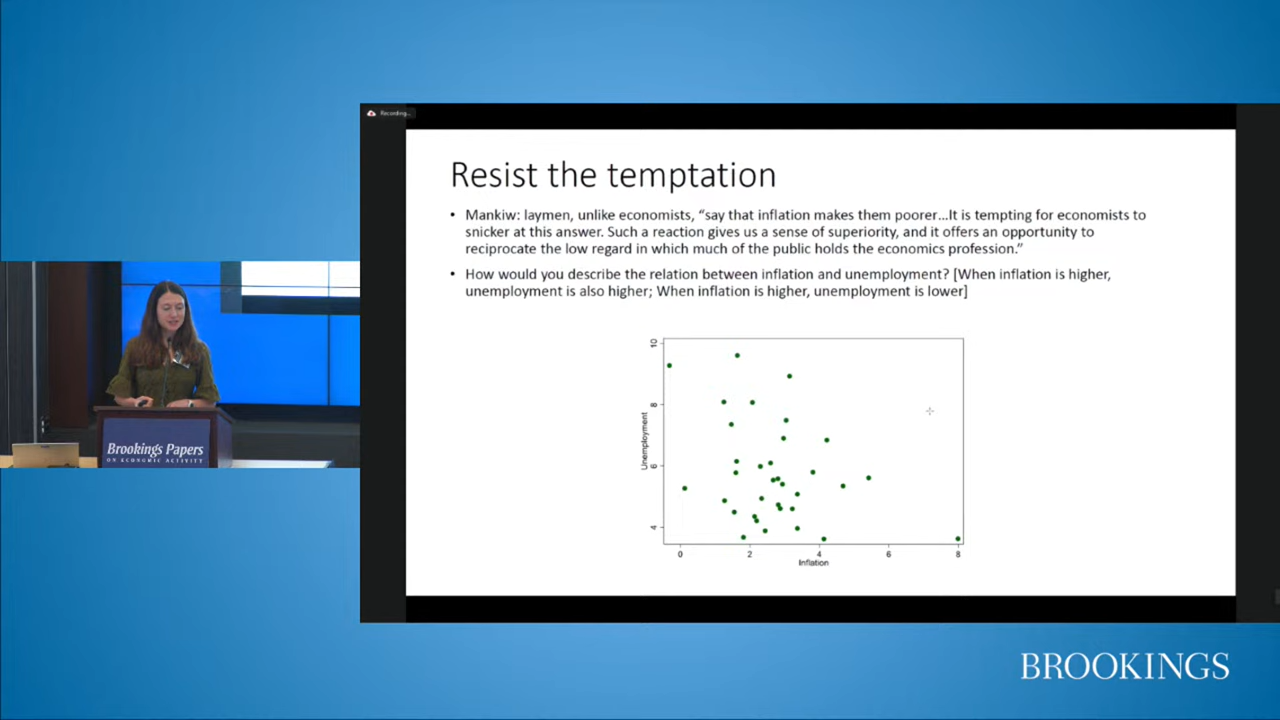 Recording...
Resist the temptation
• Mankiw: laymen, unlike economists, “say that inflation makes them poorer…It is tempting for economists to
snicker at this answer. Such a reaction gives us a sense of superiority, and it offers an opportunity to
reciprocate the low regard in which much of the public holds the economics profession.”
• How would you describe the relation between inflation and unemployment? [When inflation is higher,
unemployment is also higher; When inflation is higher, unemployment is lower]
10
8
6
4
Unemployment
0 2 4 6 8
Inflation
Brookings Papers
ON ECONOMIC ACTIVITY
BROOKINGS